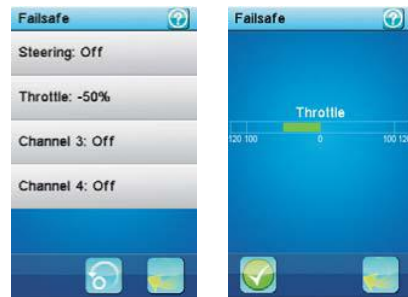 Failsafe
Steering: Off
Throttle: -50%
Channel 3: Off
Channel 4: Off
Failsafe
Throttle
120 100 0 100 120